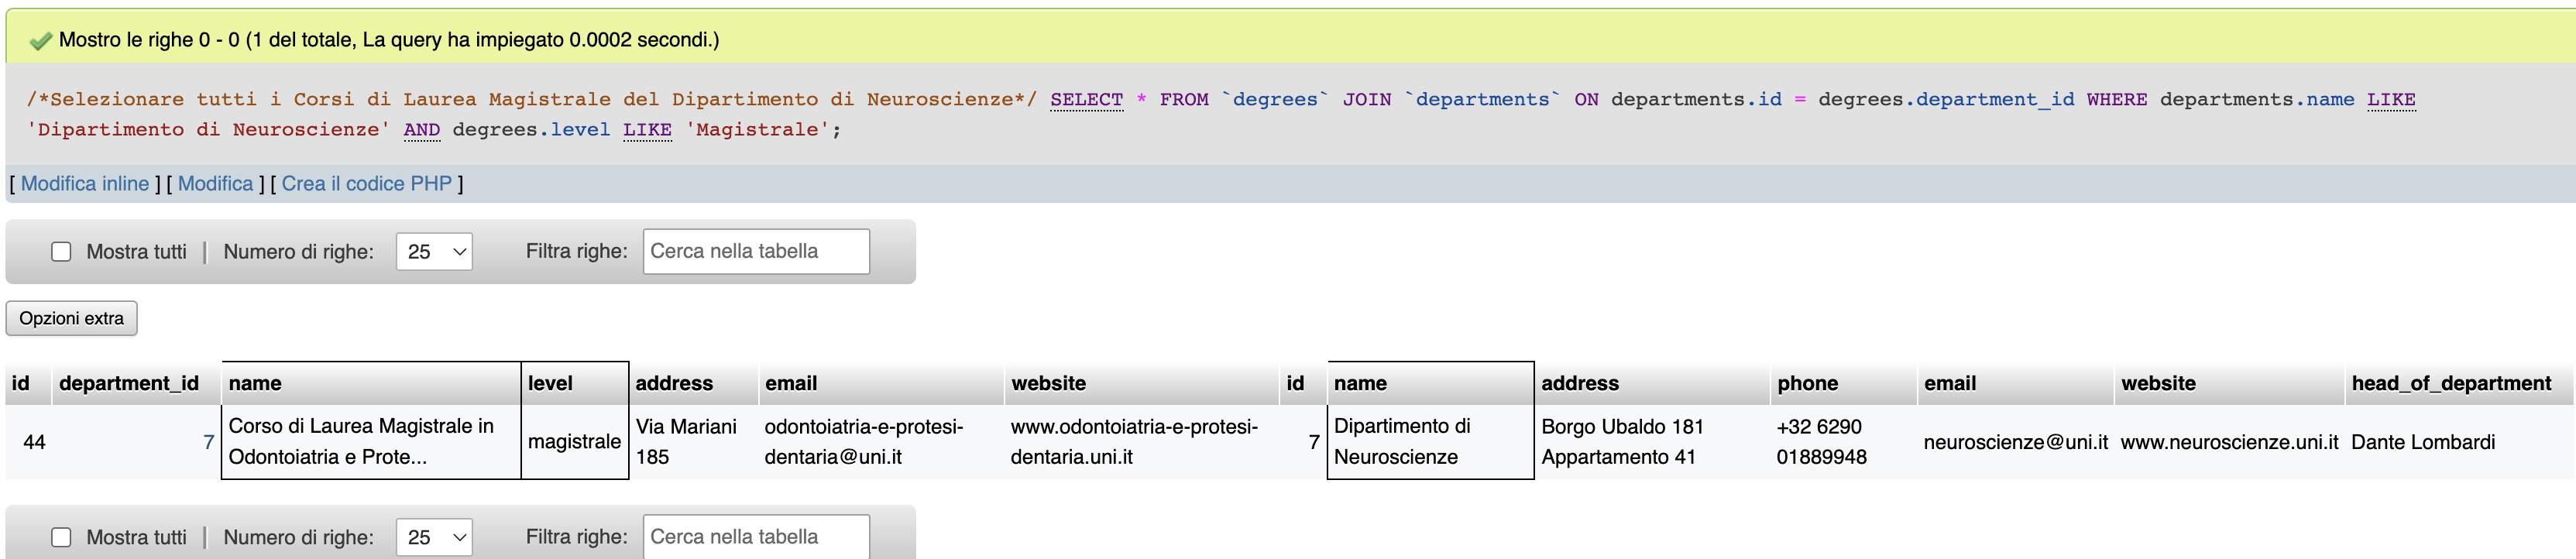 Mostro le righe 0 - 0 (1 del totale, La query ha impiegato 0.0002 secondi.)
/*Selezionare tutti i Corsi di Laurea Magistrale del Dipartimento di Neuroscienze*/ SELECT * FROM `degrees` JOIN `departments` ON departments.id = degrees.department_id WHERE departments.name LIKE
'Dipartimento di Neuroscienze' AND degrees.level LIKE 'Magistrale';
[ Modifica inline ] [ Modifica ] [ Crea il codice PHP ]
Mostra tutti | Numero di righe: 25 Filtra righe: Cerca nella tabella
Opzioni extra
id department_id name level address email website id name address phone email website head_of_department
44 7 Corso di Laurea Magistrale in Odontoiatria e Prote... magistrale Via Mariani 185 odontoiatria-e-protesi-dentaria@uni.it www.odontoiatria-e-protesi-dentaria.uni.it 7 Dipartimento di Neuroscienze Borgo Ubaldo 181 Appartamento 41 +32 6290 01889948 neuroscienze@uni.it www.neuroscienze.uni.it Dante Lombardi
Mostra tutti | Numero di righe: 25 Filtra righe: Cerca nella tabella